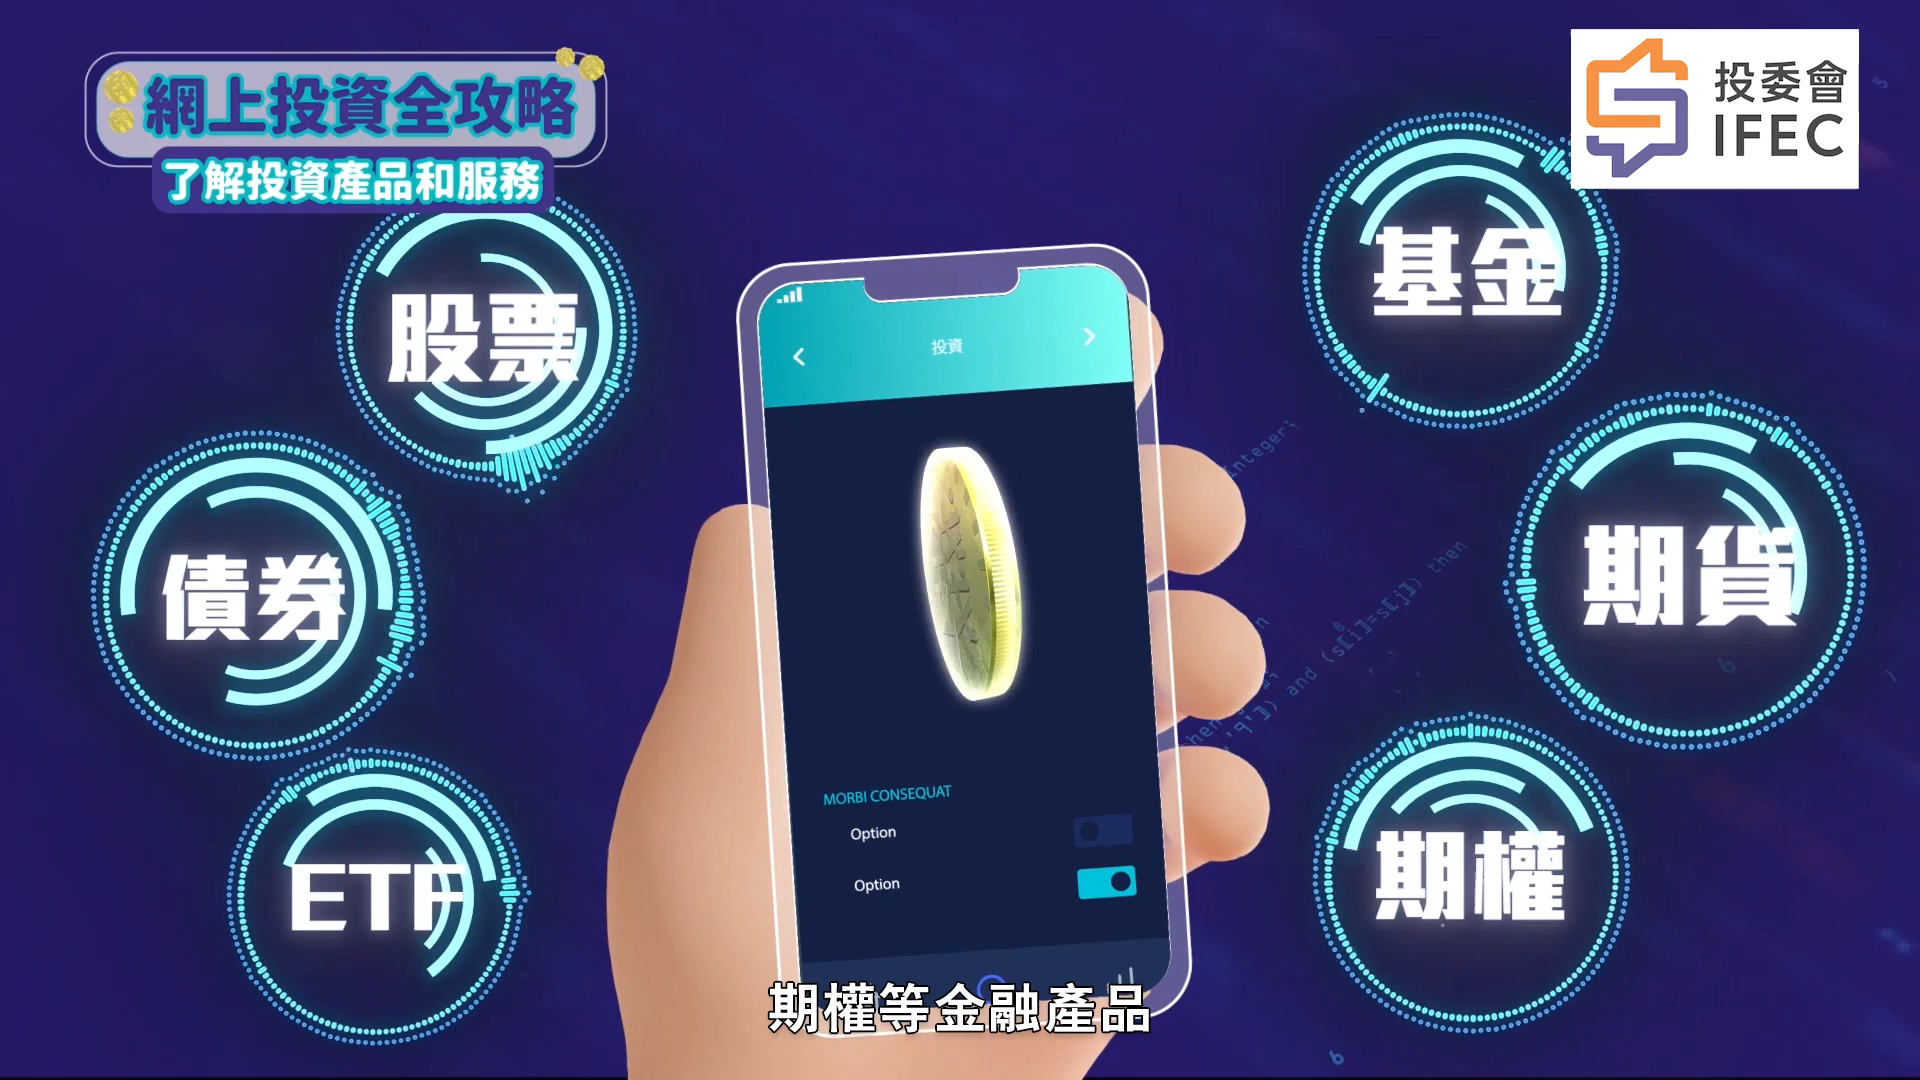 網上投資全攻略
了解投資產品和服務
投委會
IFEC
股票
基金
投資
債券
期貨
ETF
期權
MORBI CONSEQUAT
Option
Option
期權等金融產品